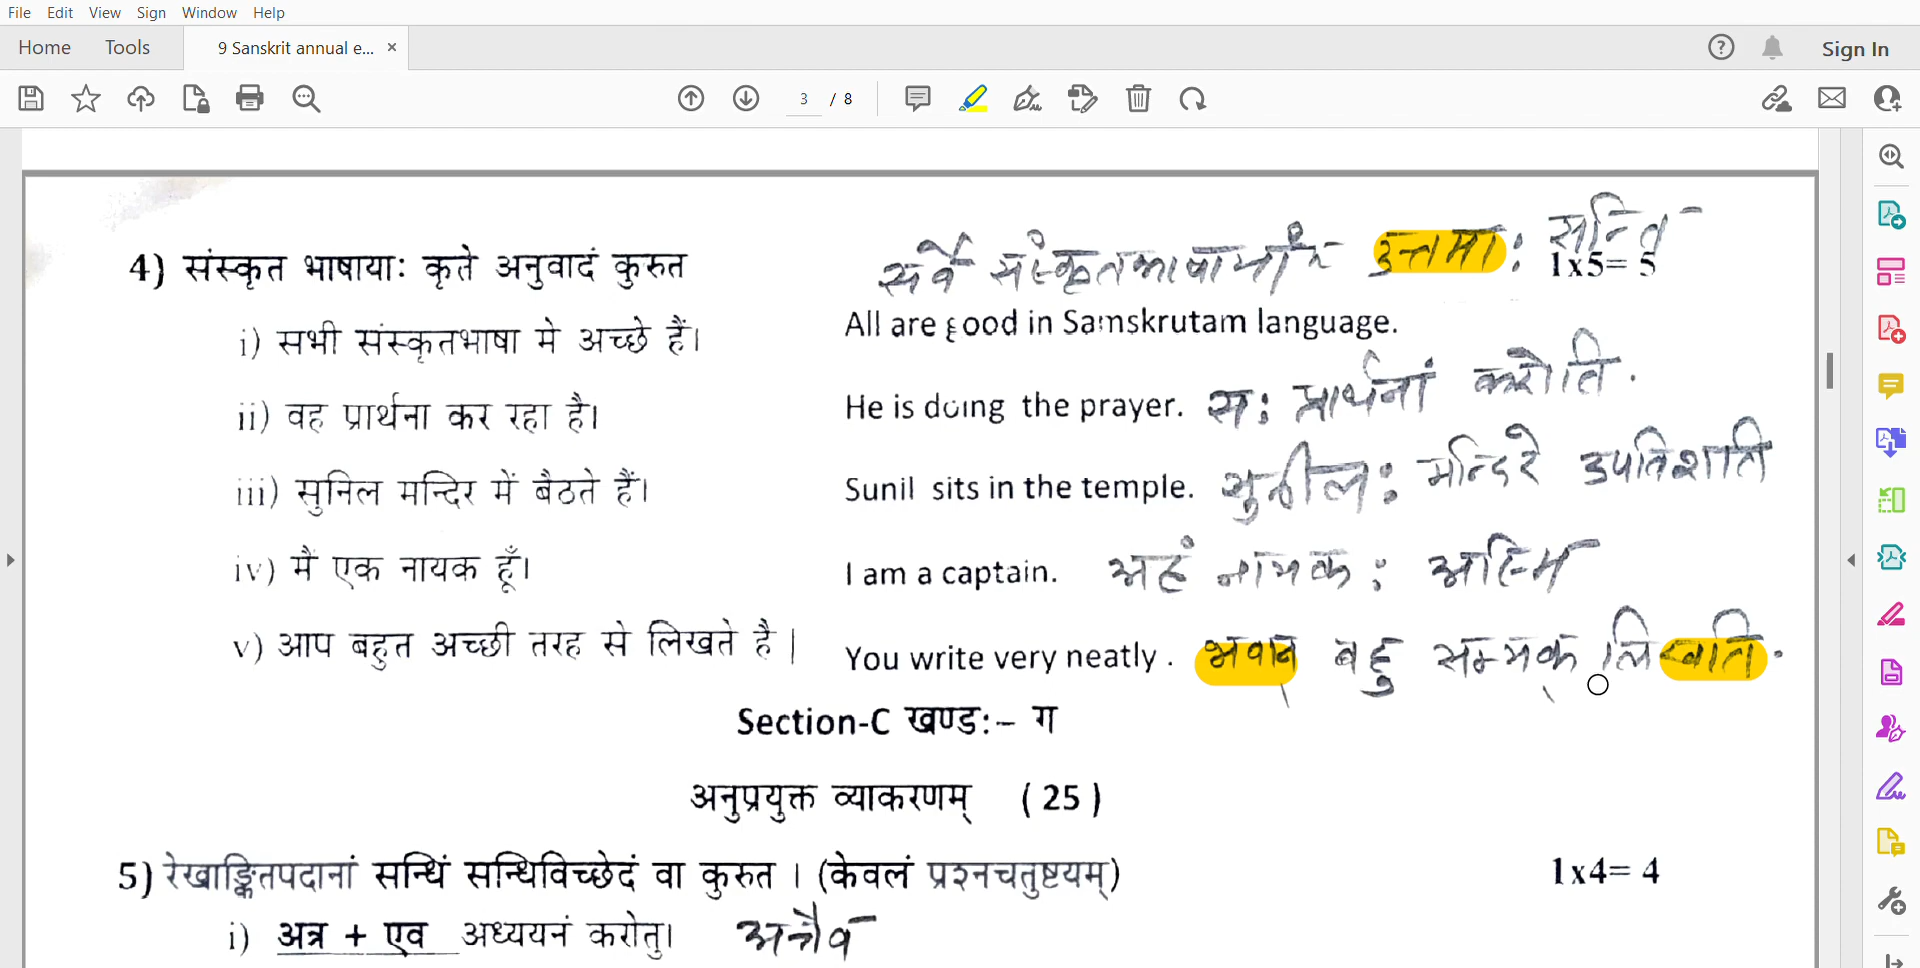 File Edit View Sign Window Help
Home Tools 9 Sanskrit annual e... × Sign In
3 / 8
सर्वे संस्कृतभाषायां उत्तमाः सन्ति
4) संस्कृत भाषायाः कृते अनुवादं कुरुत 1x5= 5
i) सभी संस्कृतभाषा मे अच्छे हैं। All are good in Samskrutam language.
ii) वह प्रार्थना कर रहा है। He is doing the prayer. सः प्रार्थनां करोति.
iii) सुनिल मन्दिर में बैठते हैं। Sunil sits in the temple. सुनीलः मन्दिरे उपविशति
iv) मैं एक नायक हूँ। I am a captain. अहं नायकः अस्मि
v) आप बहुत अच्छी तरह से लिखते है | You write very neatly . भवान् बहु सम्यक् लिखति.
Section-C खण्ड:– ग
अनुप्रयुक्त व्याकरणम् ( 25 )
5) रेखाङ्कितपदानां सन्धिं सन्धिविच्छेदं वा कुरुत । (केवलं प्रश्नचतुष्टयम्) 1x4= 4
i) अत्र + एव अध्ययनं करोतु। अत्रैव